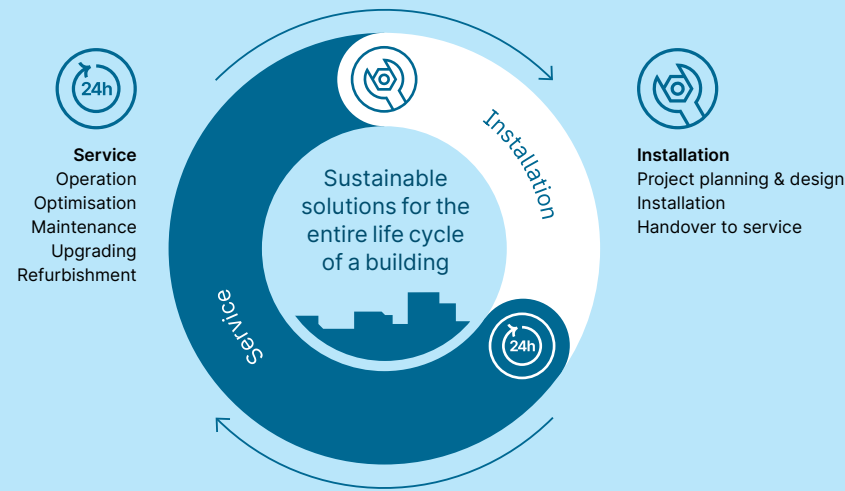 24h
Service
Operation
Optimisation
Maintenance
Upgrading
Refurbishment
Installation
Sustainable
solutions for the
entire life cycle
of a building
Service
24h
Installation
Project planning & design
Installation
Handover to service